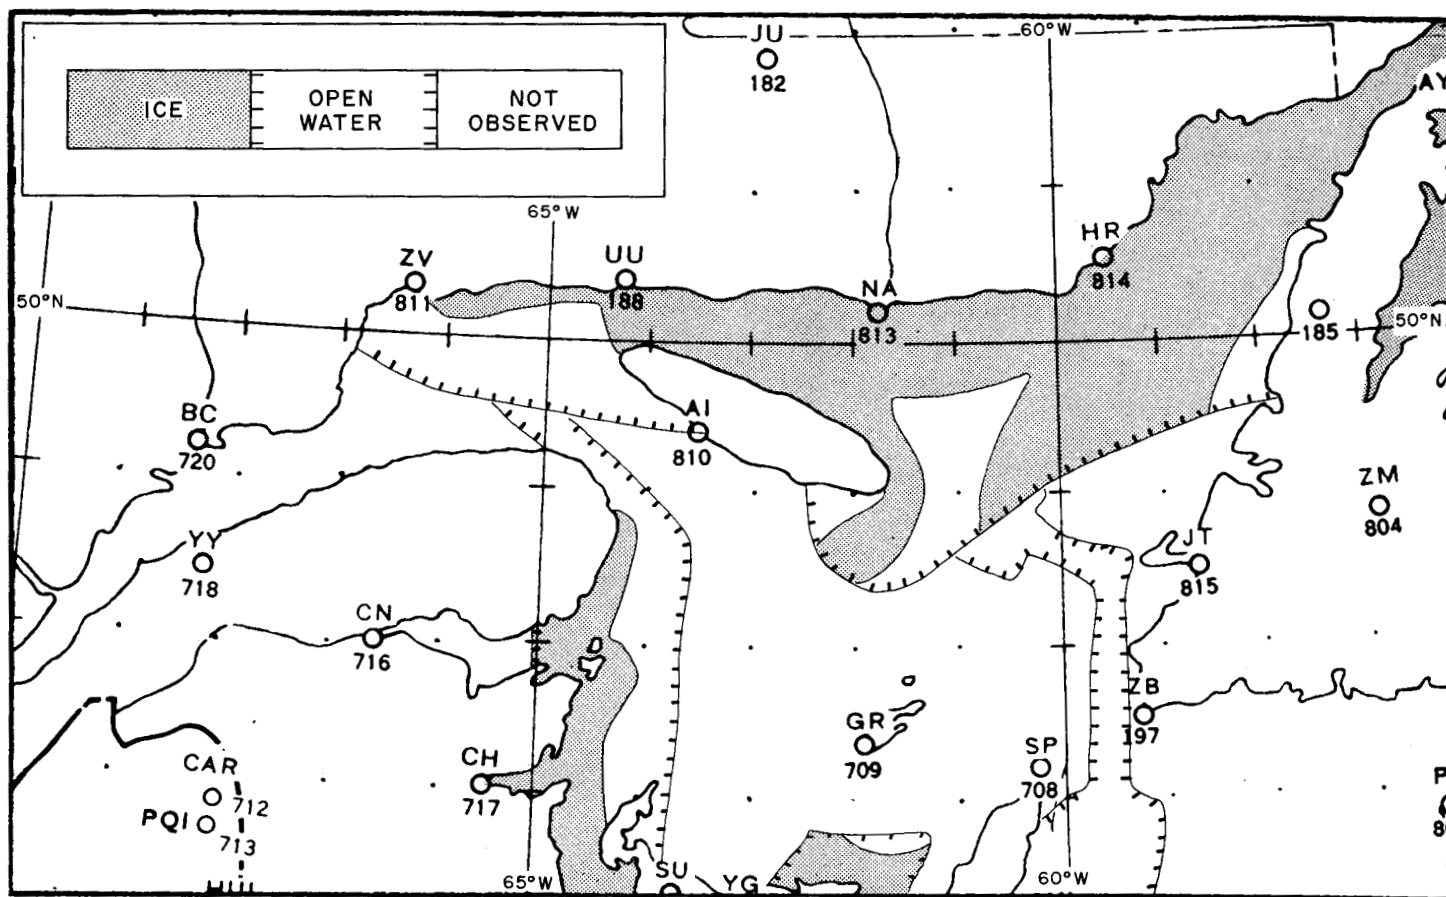 ICE
OPEN
WATER
NOT
OBSERVED
JU
182
60°W
AY
65°W
ZV
811
UU
188
NA
813
HR
814
185
50°N
50°N
BC
720
AI
810
ZM
804
YY
718
JT
815
CN
716
ZB
197
GR
709
SP
708
CH
717
CAR
712
PQI
713
P
SU
YG
65°W
60°W